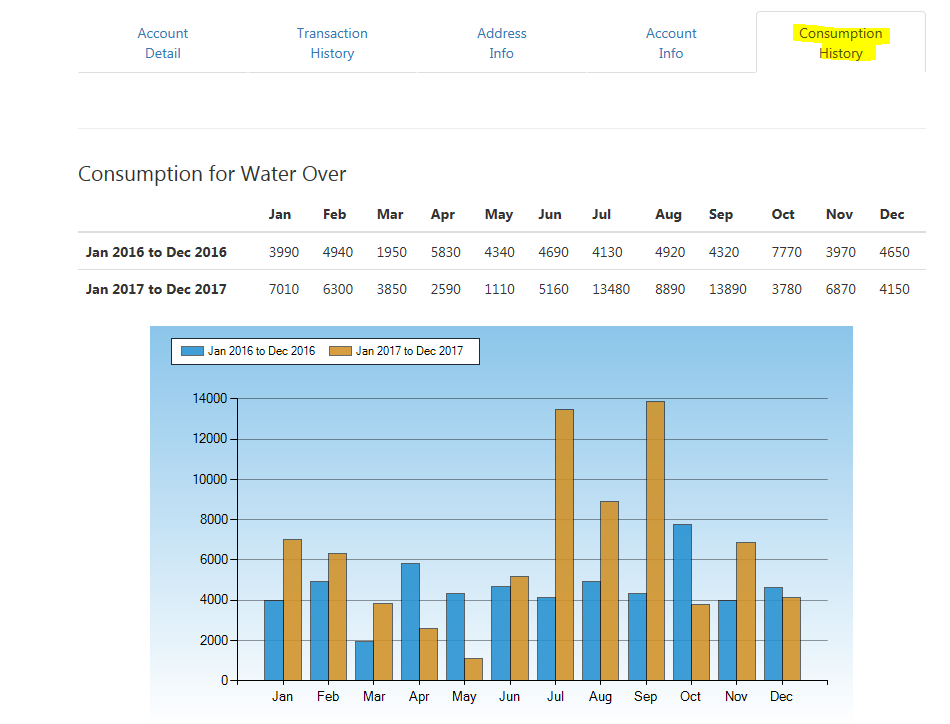 Account Detail
Transaction History
Address Info
Account Info
Consumption History
Consumption for Water Over
Jan Feb Mar Apr May Jun Jul Aug Sep Oct Nov Dec
Jan 2016 to Dec 2016 3990 4940 1950 5830 4340 4690 4130 4920 4320 7770 3970 4650
Jan 2017 to Dec 2017 7010 6300 3850 2590 1110 5160 13480 8890 13890 3780 6870 4150
Jan 2016 to Dec 2016 Jan 2017 to Dec 2017
14000
12000
10000
8000
6000
4000
2000
0
Jan Feb Mar Apr May Jun Jul Aug Sep Oct Nov Dec